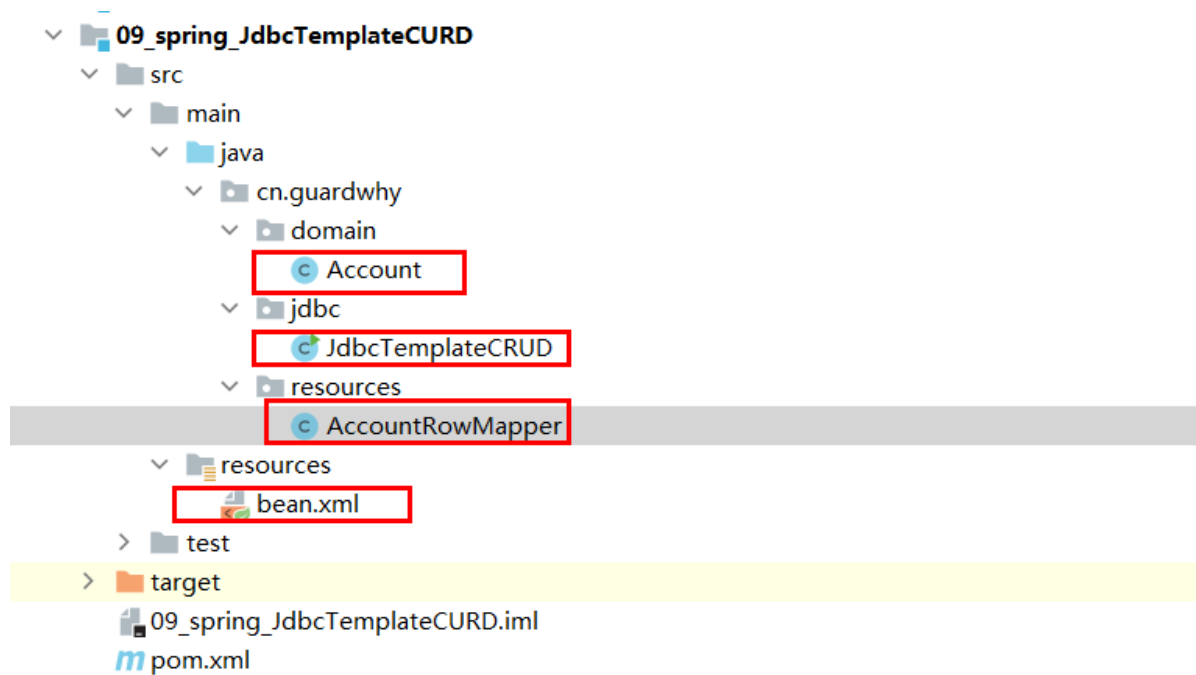 09_spring_JdbcTemplateCURD
src
main
java
cn.guardwhy
domain
Account
jdbc
JdbcTemplateCRUD
resources
AccountRowMapper
resources
bean.xml
test
target
09_spring_JdbcTemplateCURD.iml
pom.xml